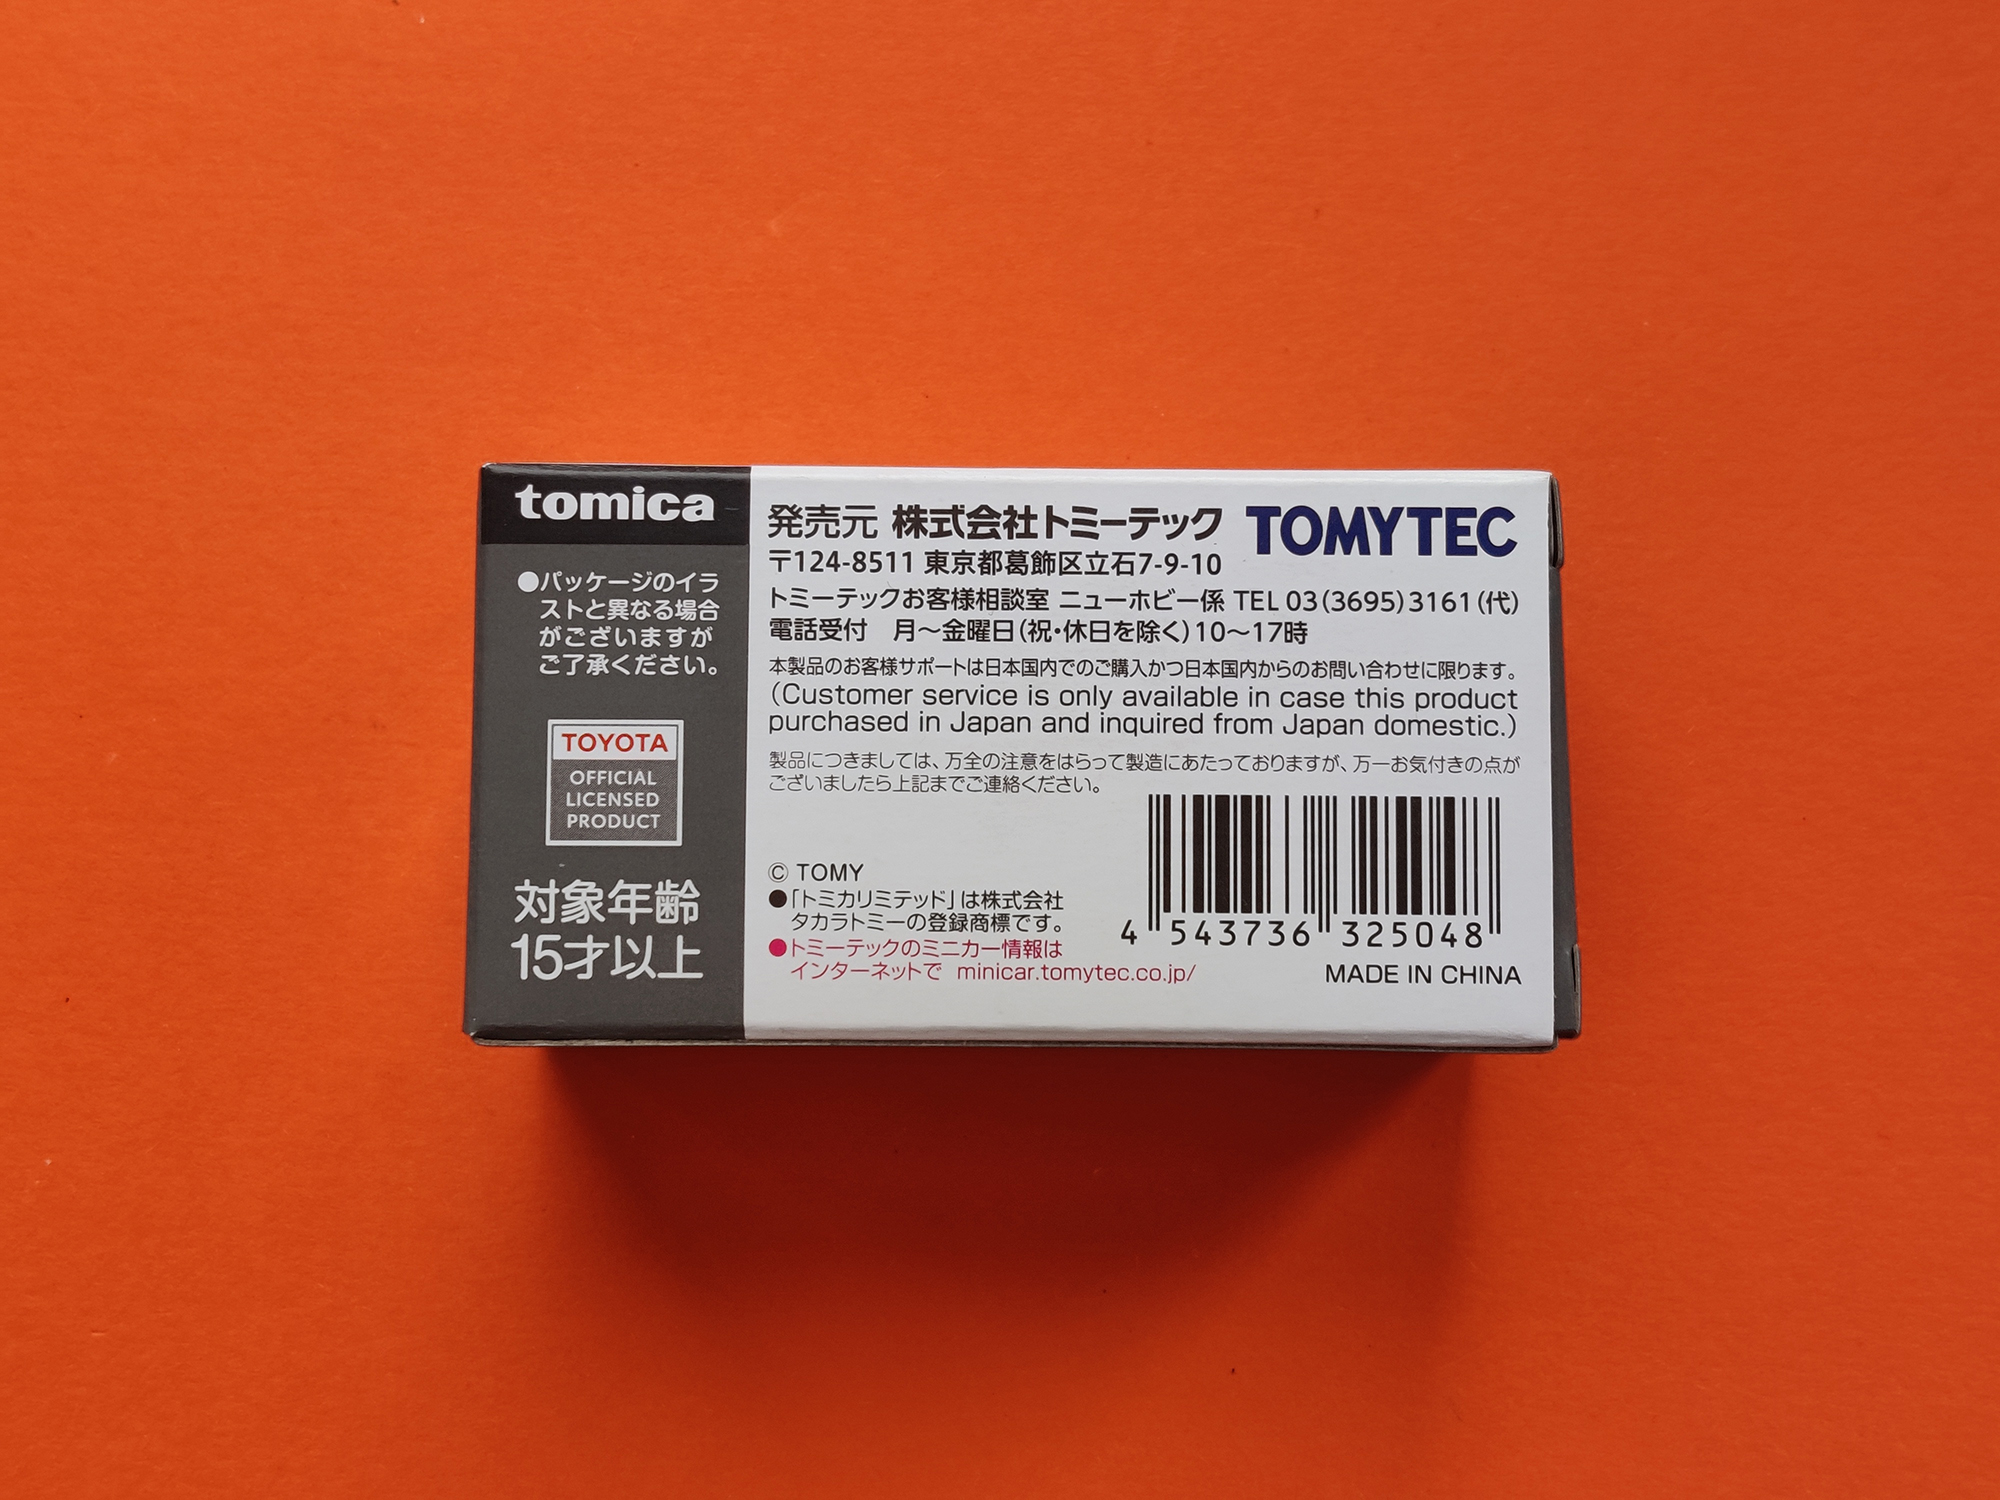 tomica
●パッケージのイラ
ストと異なる場合
がございますが
ご了承ください。
TOYOTA
OFFICIAL
LICENSED
PRODUCT
対象年齢
15才以上
発売元 株式会社トミーテック TOMYTEC
〒124-8511 東京都葛飾区立石7-9-10
トミーテックお客様相談室 ニューホビー係 TEL 03(3695)3161(代)
電話受付 月～金曜日(祝・休日を除く)10～17時
本製品のお客様サポートは日本国内でのご購入かつ日本国内からのお問い合わせに限ります。
(Customer service is only available in case this product
purchased in Japan and inquired from Japan domestic.)
製品につきましては、万全の注意をはらって製造にあたっておりますが、万一お気付きの点が
ございましたら上記までご連絡ください。
© TOMY
●「トミカリミテッド」は株式会社
タカラトミーの登録商標です。
●トミーテックのミニカー情報は
インターネットで minicar.tomytec.co.jp/
4 543736 325048
MADE IN CHINA